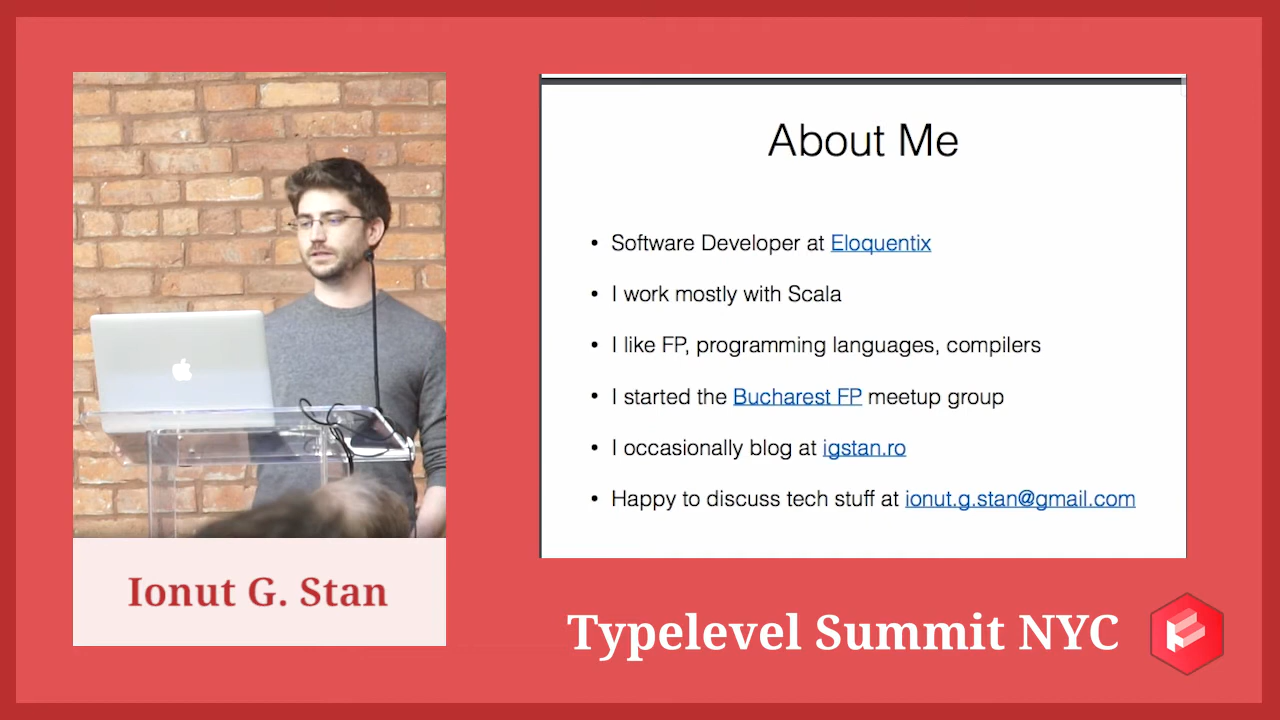 About Me
• Software Developer at Eloquentix
• I work mostly with Scala
• I like FP, programming languages, compilers
• I started the Bucharest FP meetup group
• I occasionally blog at igstan.ro
• Happy to discuss tech stuff at ionut.g.stan@gmail.com
Ionut G. Stan
Typelevel Summit NYC